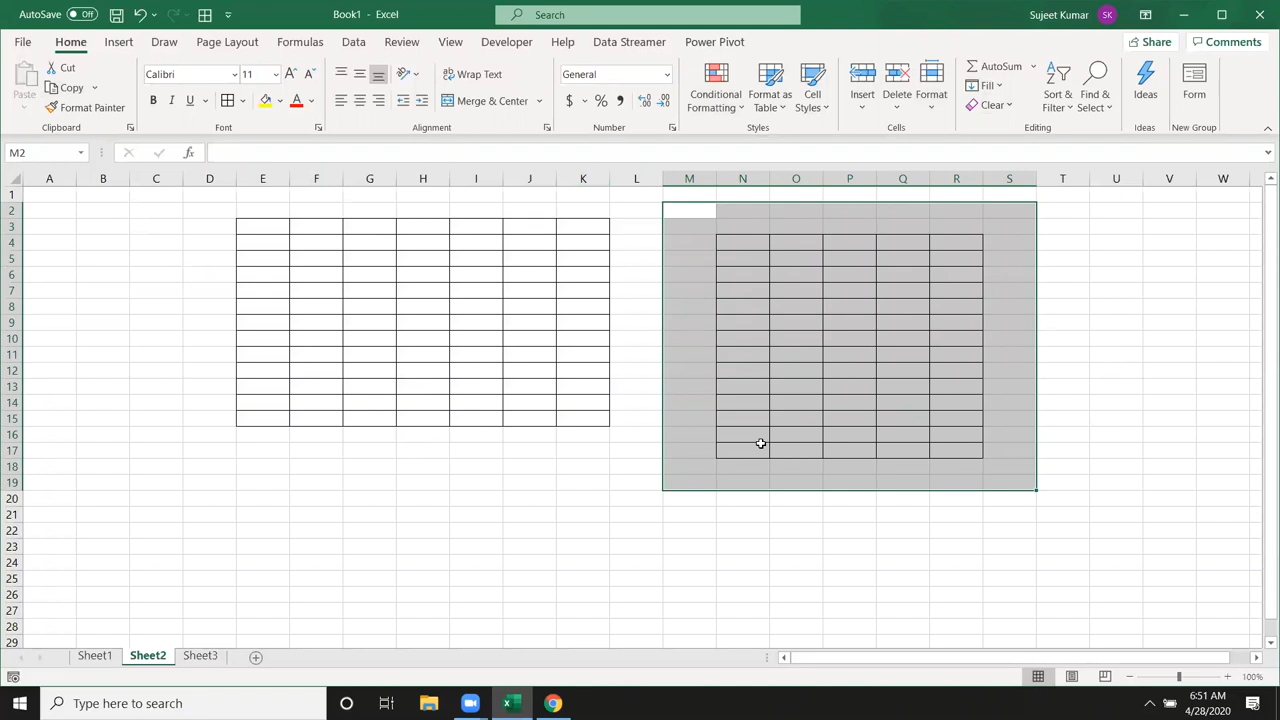 AutoSave Off Book1 - Excel Search Sujeet Kumar SK
File Home Insert Draw Page Layout Formulas Data Review View Developer Help Data Streamer Power Pivot Share Comments
Paste Cut Copy Format Painter
Calibri 11 A A
B I U A
Wrap Text
Merge & Center
General
$ % ,
Conditional Formatting Format as Table Cell Styles
Insert Delete Format
AutoSum
Fill
Clear
Sort & Filter Find & Select
Ideas
Form
Clipboard Font Alignment Number Styles Cells Editing Ideas New Group
M2 fx
A B C D E F G H I J K L M N O P Q R S T U V W
1
2
3
4
5
6
7
8
9
10
11
12
13
14
15
16
17
18
19
20
21
22
23
24
25
26
27
28
29
Sheet1 Sheet2 Sheet3
100%
Type here to search
6:51 AM
4/28/2020